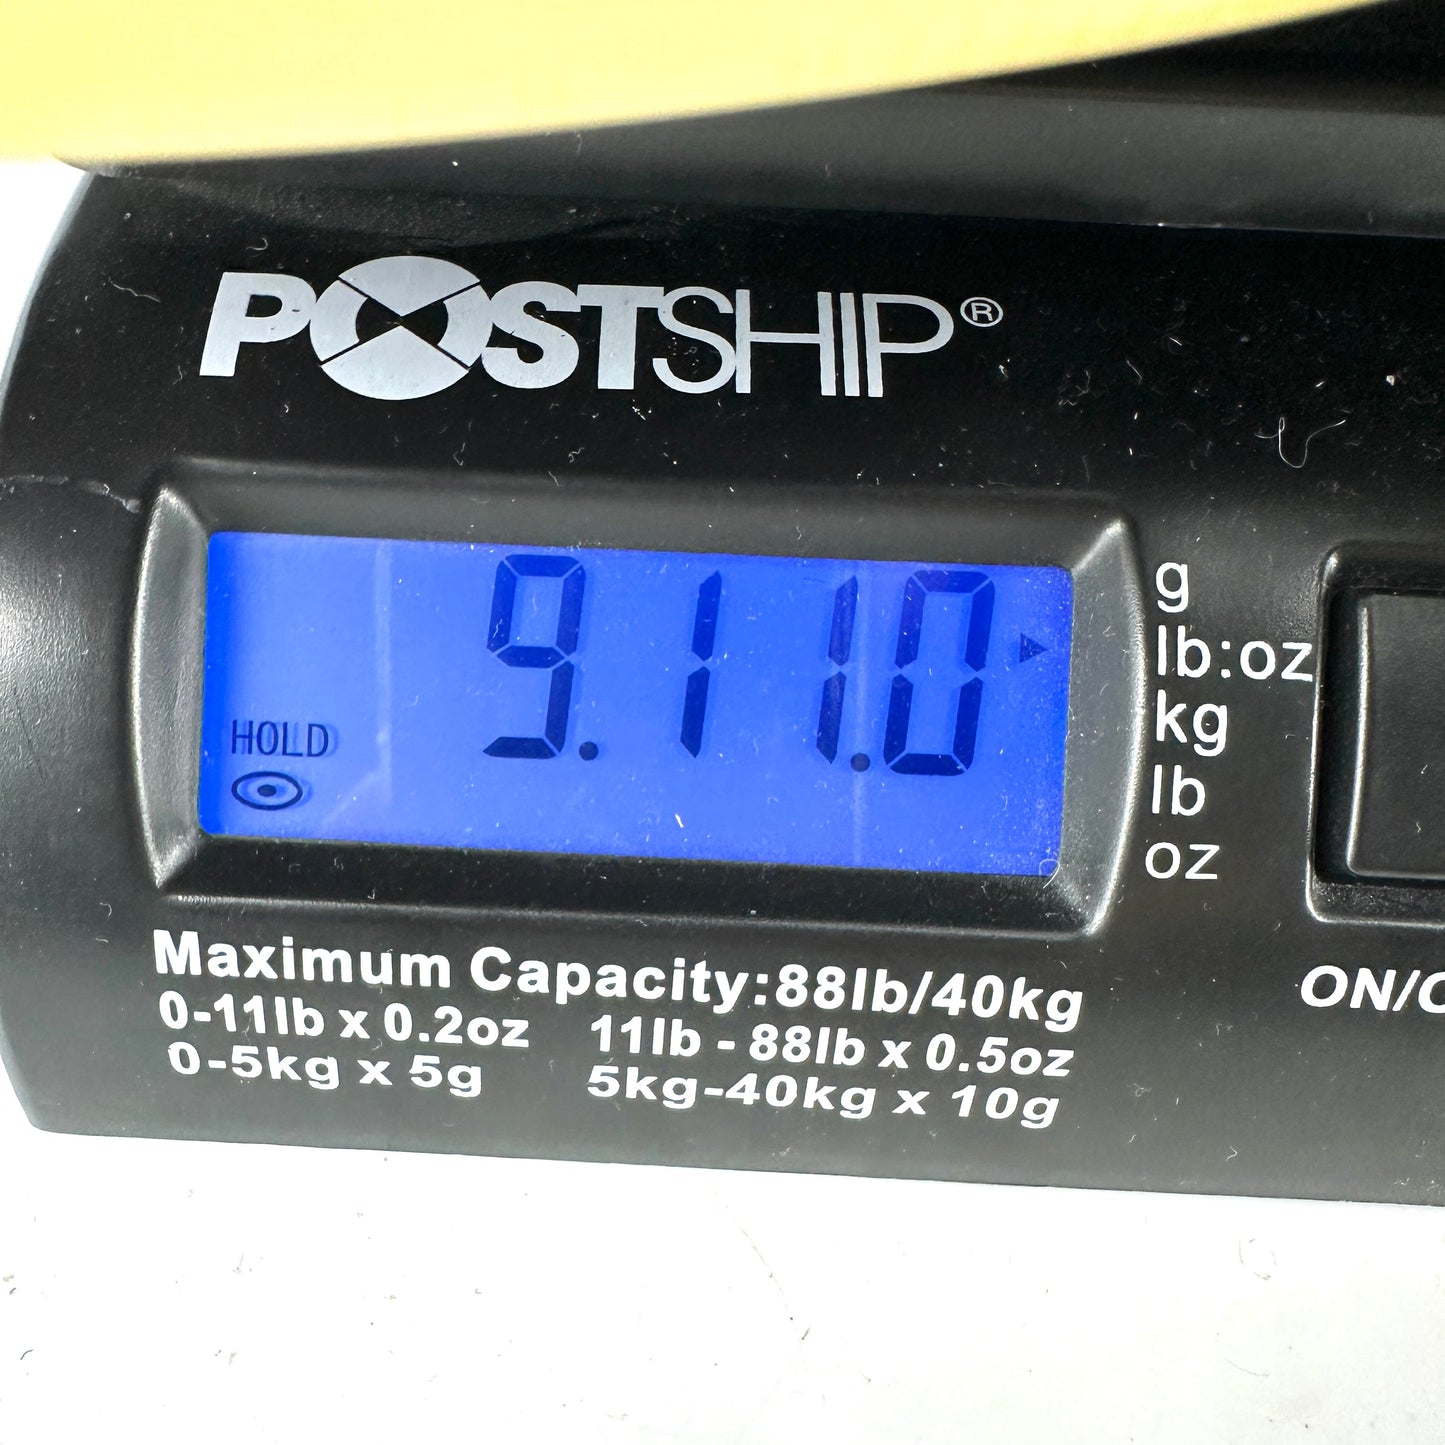 POSTSHIP®
9.11.0
HOLD
g
lb:oz
kg
lb
oz
Maximum Capacity:88lb/40kg
0-11lb x 0.2oz 11lb - 88lb x 0.5oz
0-5kg x 5g 5kg-40kg x 10g
ON/